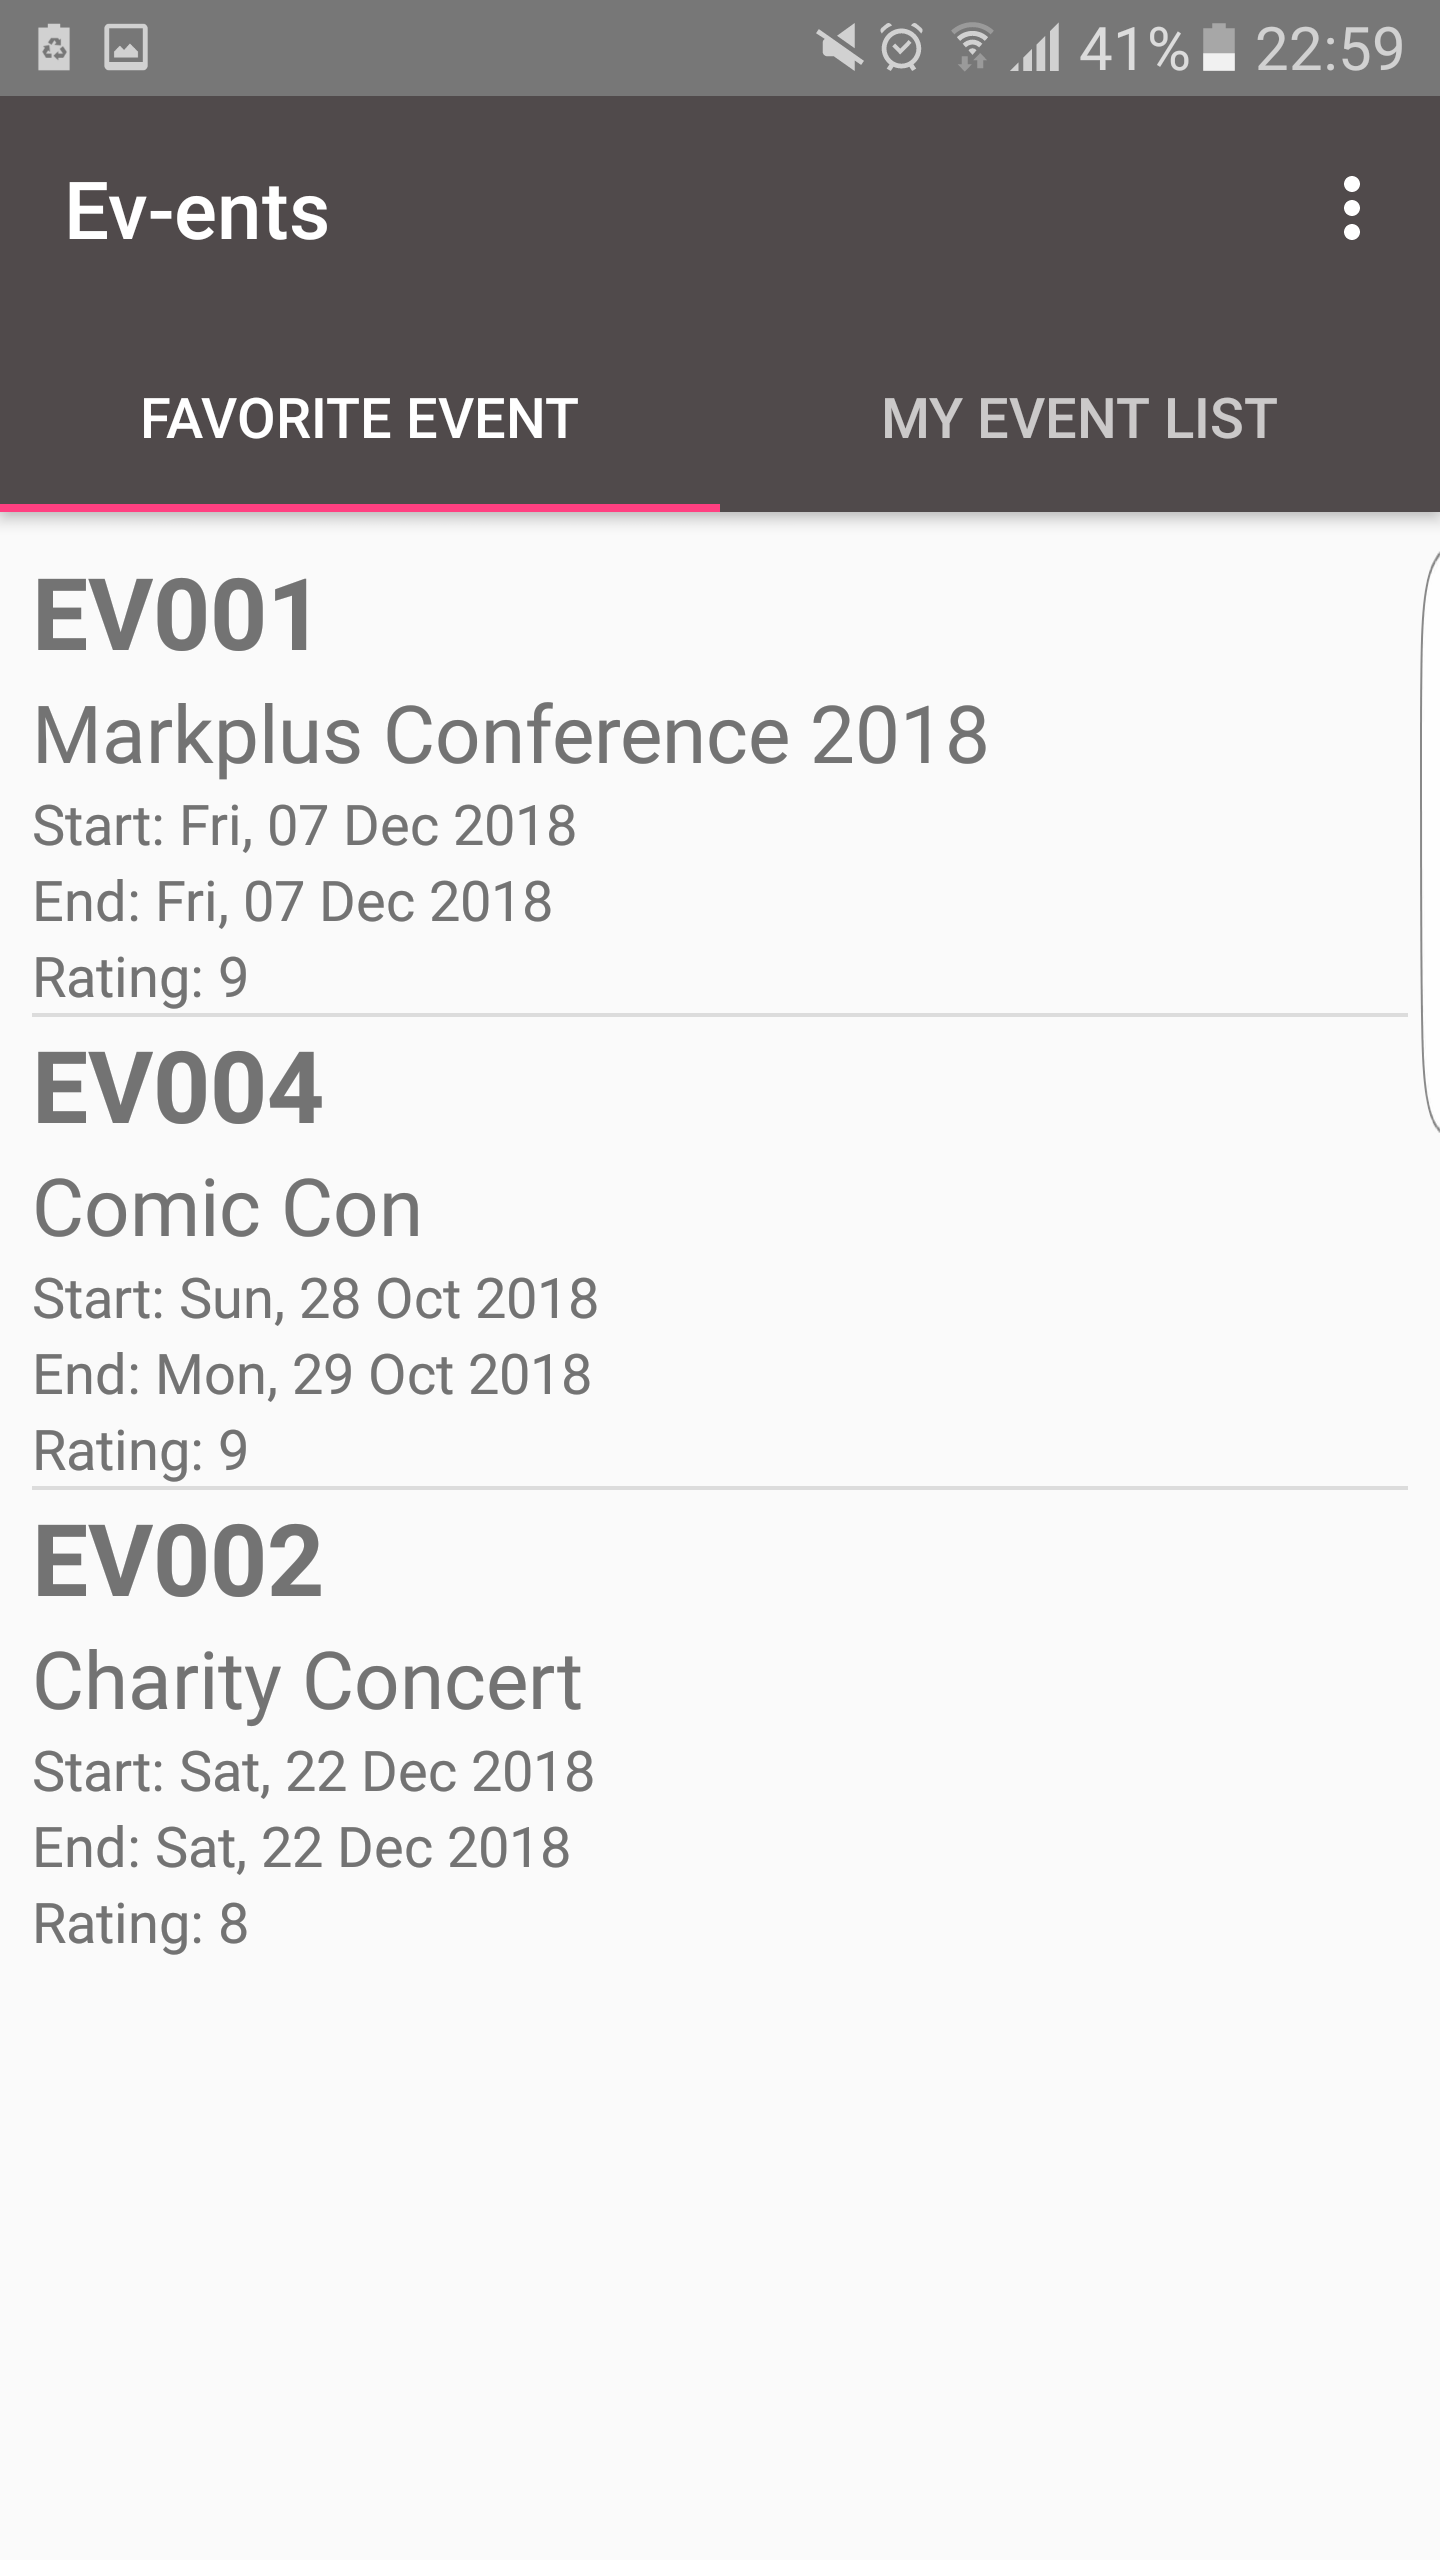 41% 22:59
Ev-ents
FAVORITE EVENT MY EVENT LIST
EV001
Markplus Conference 2018
Start: Fri, 07 Dec 2018
End: Fri, 07 Dec 2018
Rating: 9
EV004
Comic Con
Start: Sun, 28 Oct 2018
End: Mon, 29 Oct 2018
Rating: 9
EV002
Charity Concert
Start: Sat, 22 Dec 2018
End: Sat, 22 Dec 2018
Rating: 8